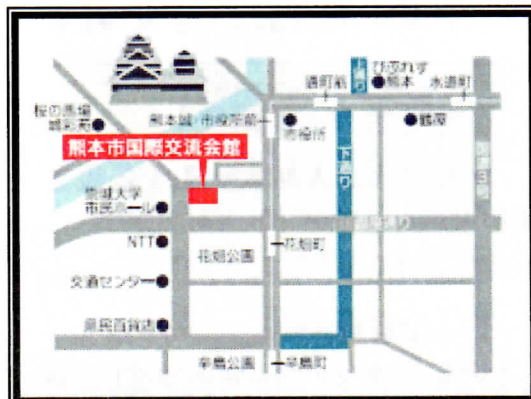 上通り
びぷれす
熊本
通町筋
水道町
桜の馬場
城彩苑
熊本城・市役所前
市役所
鶴屋
国道3号
熊本市国際交流会館
下通り
崇城大学
市民ホール
NTT
花畑公園
花畑町
交通センター
県民百貨店
辛島公園
辛島町